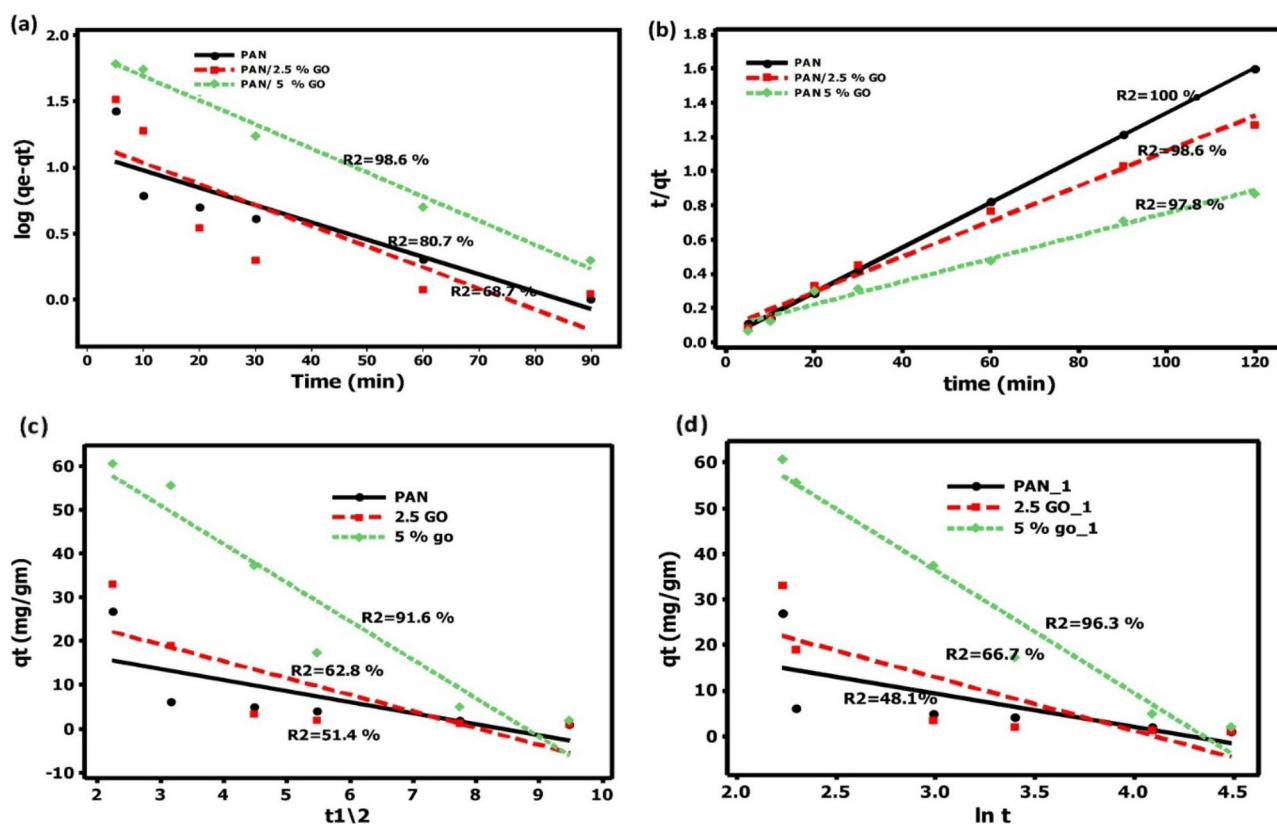 (a)
2.0
1.5
1.0
0.5
0.0
log (qe-qt)
PAN
PAN/2.5 % GO
PAN/ 5 % GO
R2=98.6 %
R2=80.7 %
R2=68.7 %
0 10 20 30 40 50 60 70 80 90
Time (min)
(b)
1.8
1.6
1.4
1.2
1.0
0.8
0.6
0.4
0.2
0.0
t/qt
PAN
PAN/2.5 % GO
PAN 5 % GO
R2=100 %
R2=98.6 %
R2=97.8 %
0 20 40 60 80 100 120
time (min)
(c)
60
50
40
30
20
10
0
-10
qt (mg/gm)
PAN
2.5 GO
5 % go
R2=91.6 %
R2=62.8 %
R2=51.4 %
2 3 4 5 6 7 8 9 10
t1\2
(d)
60
50
40
30
20
10
0
qt (mg/gm)
PAN_1
2.5 GO_1
5 % go_1
R2=96.3 %
R2=66.7 %
R2=48.1%
2.0 2.5 3.0 3.5 4.0 4.5
ln t